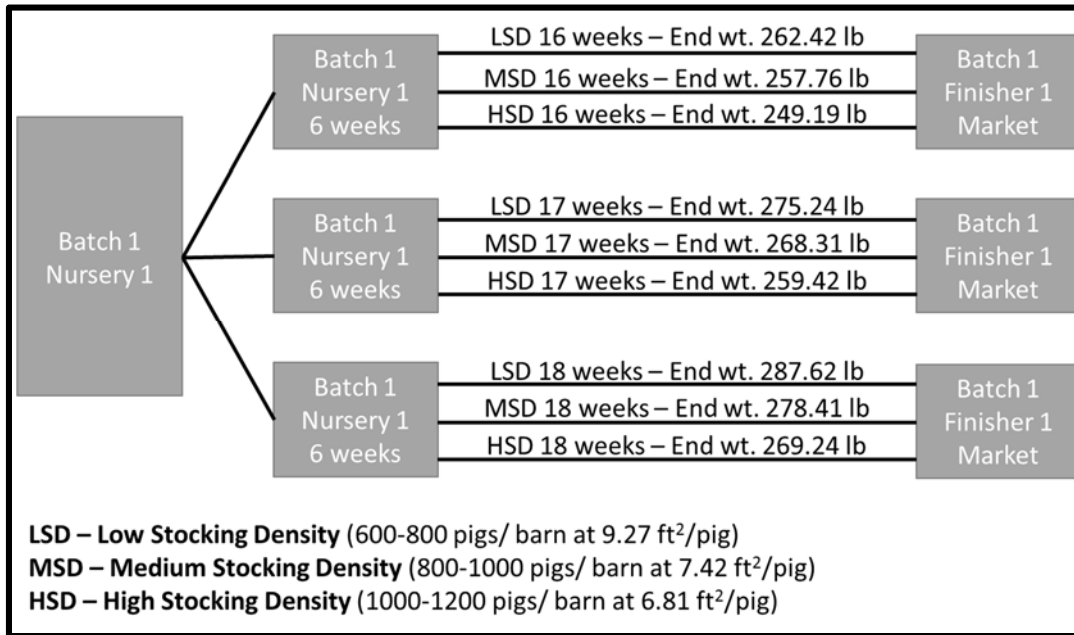 Batch 1
Nursery 1
Batch 1
Nursery 1
6 weeks
LSD 16 weeks – End wt. 262.42 lb
MSD 16 weeks – End wt. 257.76 lb
HSD 16 weeks – End wt. 249.19 lb
Batch 1
Finisher 1
Market
Batch 1
Nursery 1
6 weeks
LSD 17 weeks – End wt. 275.24 lb
MSD 17 weeks – End wt. 268.31 lb
HSD 17 weeks – End wt. 259.42 lb
Batch 1
Finisher 1
Market
Batch 1
Nursery 1
6 weeks
LSD 18 weeks – End wt. 287.62 lb
MSD 18 weeks – End wt. 278.41 lb
HSD 18 weeks – End wt. 269.24 lb
Batch 1
Finisher 1
Market
LSD – Low Stocking Density (600-800 pigs/ barn at 9.27 ft²/pig)
MSD – Medium Stocking Density (800-1000 pigs/ barn at 7.42 ft²/pig)
HSD – High Stocking Density (1000-1200 pigs/ barn at 6.81 ft²/pig)